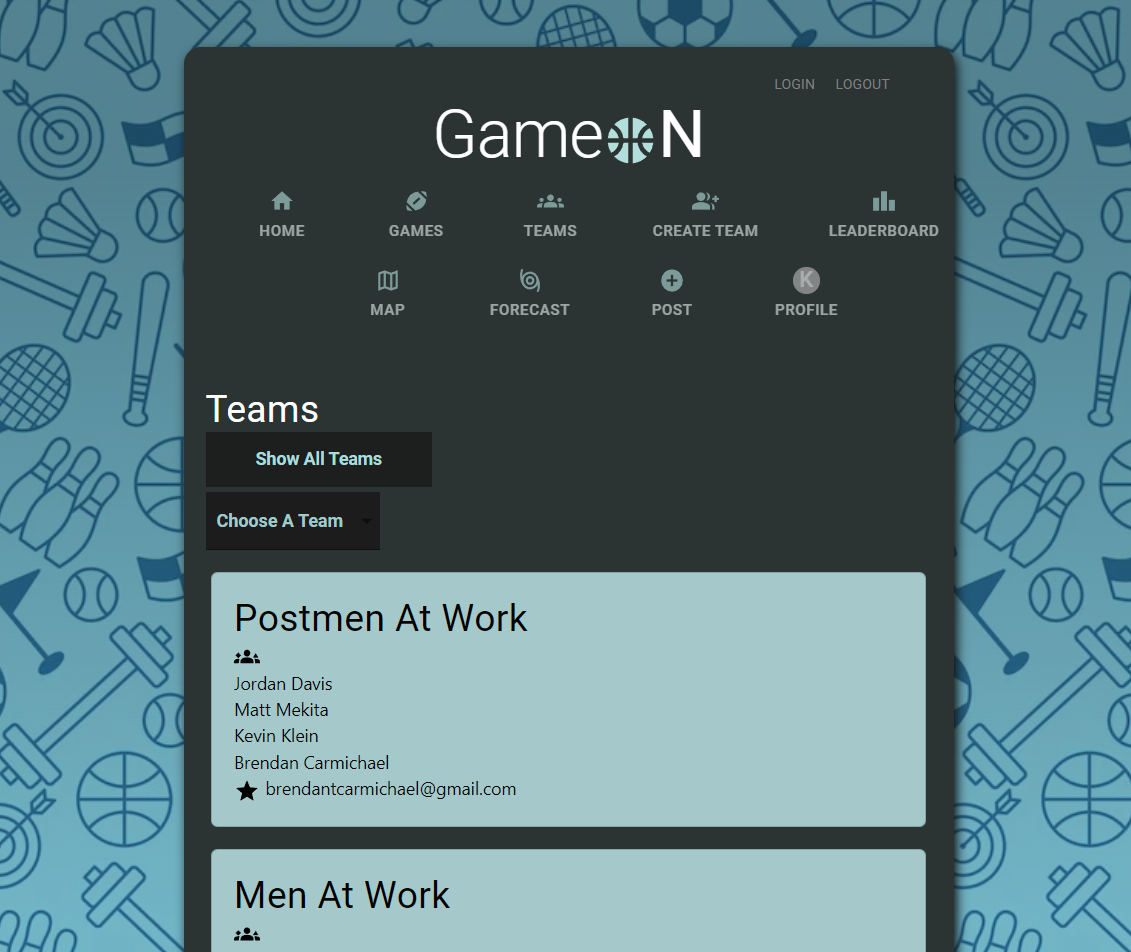 LOGIN LOGOUT
GameN
HOME GAMES TEAMS CREATE TEAM LEADERBOARD
MAP FORECAST POST K PROFILE
Teams
Show All Teams
Choose A Team
Postmen At Work
Jordan Davis
Matt Mekita
Kevin Klein
Brendan Carmichael
brendantcarmichael@gmail.com
Men At Work